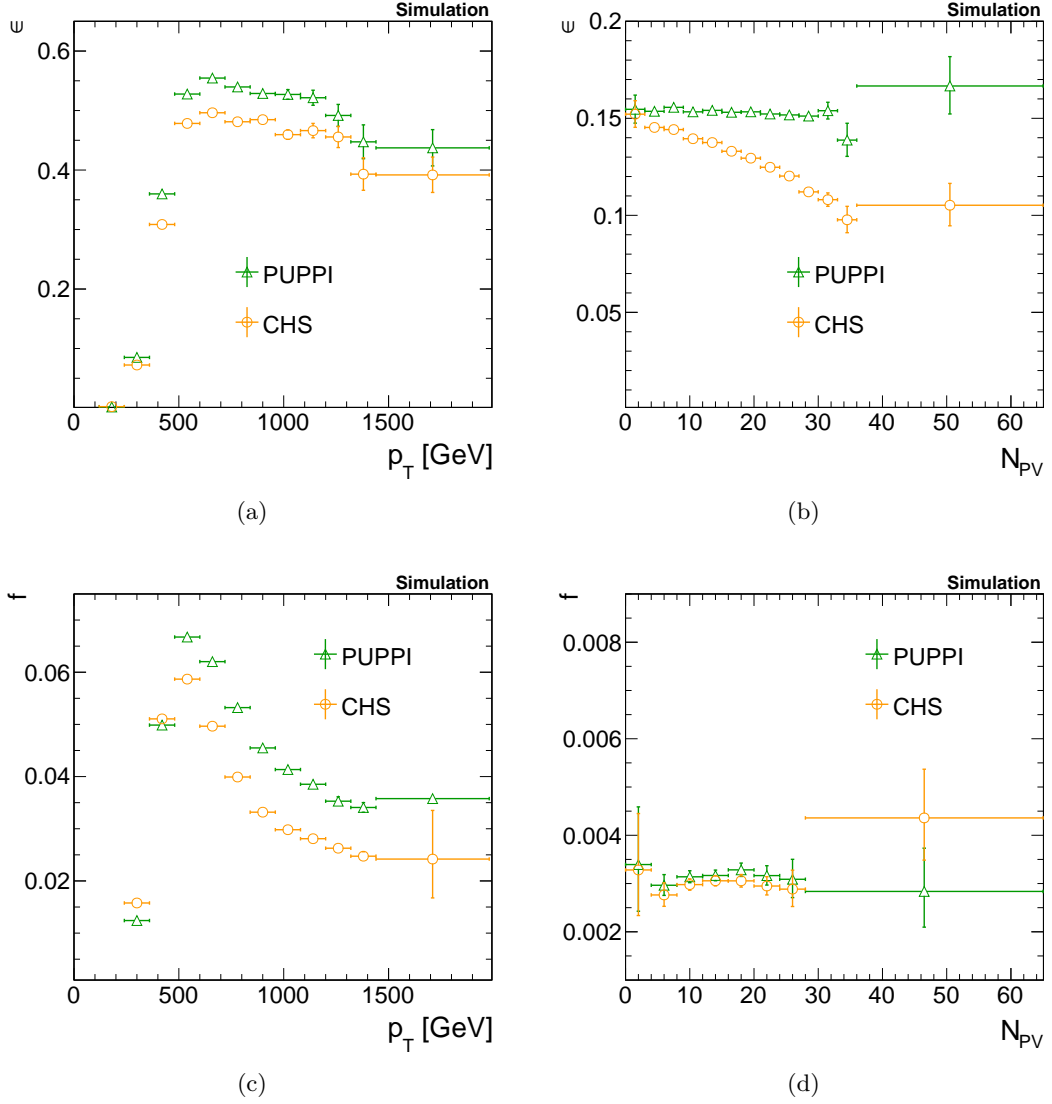 Simulation
ϵ
0.6
0.4
0.2
PUPPI
CHS
0 500 1000 1500
p_T [GeV]
(a)
Simulation
ϵ
0.2
0.15
0.1
0.05
PUPPI
CHS
0 10 20 30 40 50 60
N_PV
(b)
Simulation
f
0.06
0.04
0.02
PUPPI
CHS
0 500 1000 1500
p_T [GeV]
(c)
Simulation
f
0.008
0.006
0.004
0.002
PUPPI
CHS
0 10 20 30 40 50 60
N_PV
(d)